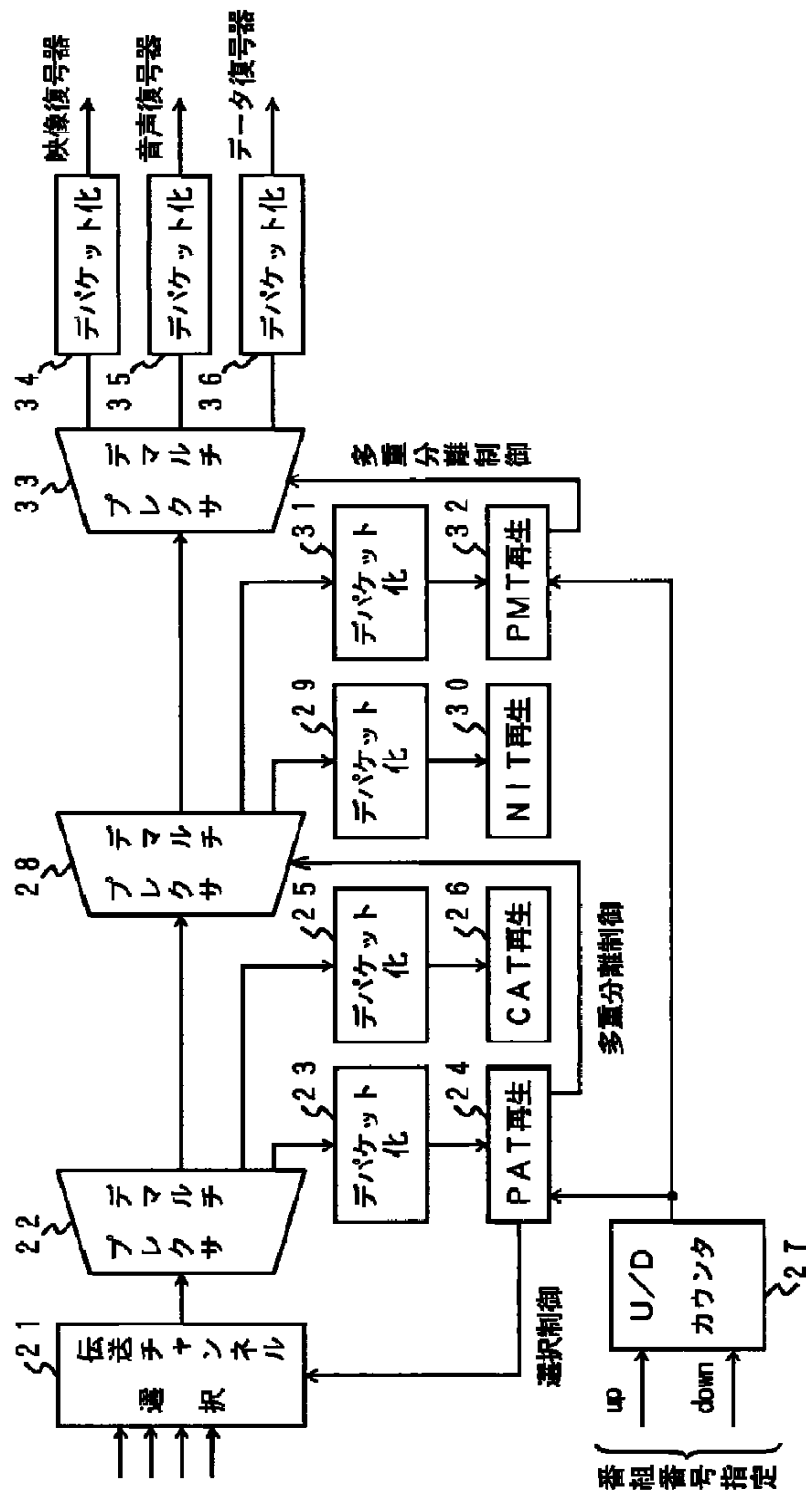 21
伝送チャンネル
選択
22
デマルチ
プレクサ
28
デマルチ
プレクサ
33
デマルチ
プレクサ
34
デパケット化
映像復号器
35
デパケット化
音声復号器
36
デパケット化
データ復号器
23
デパケット
化
24
PAT再生
25
デパケット
化
26
CAT再生
29
デパケット
化
30
NIT再生
31
デパケット
化
32
PMT再生
多重分離制御
多重分離制御
選択制御
U/D
カウンタ
27
up
down
番組番号指定